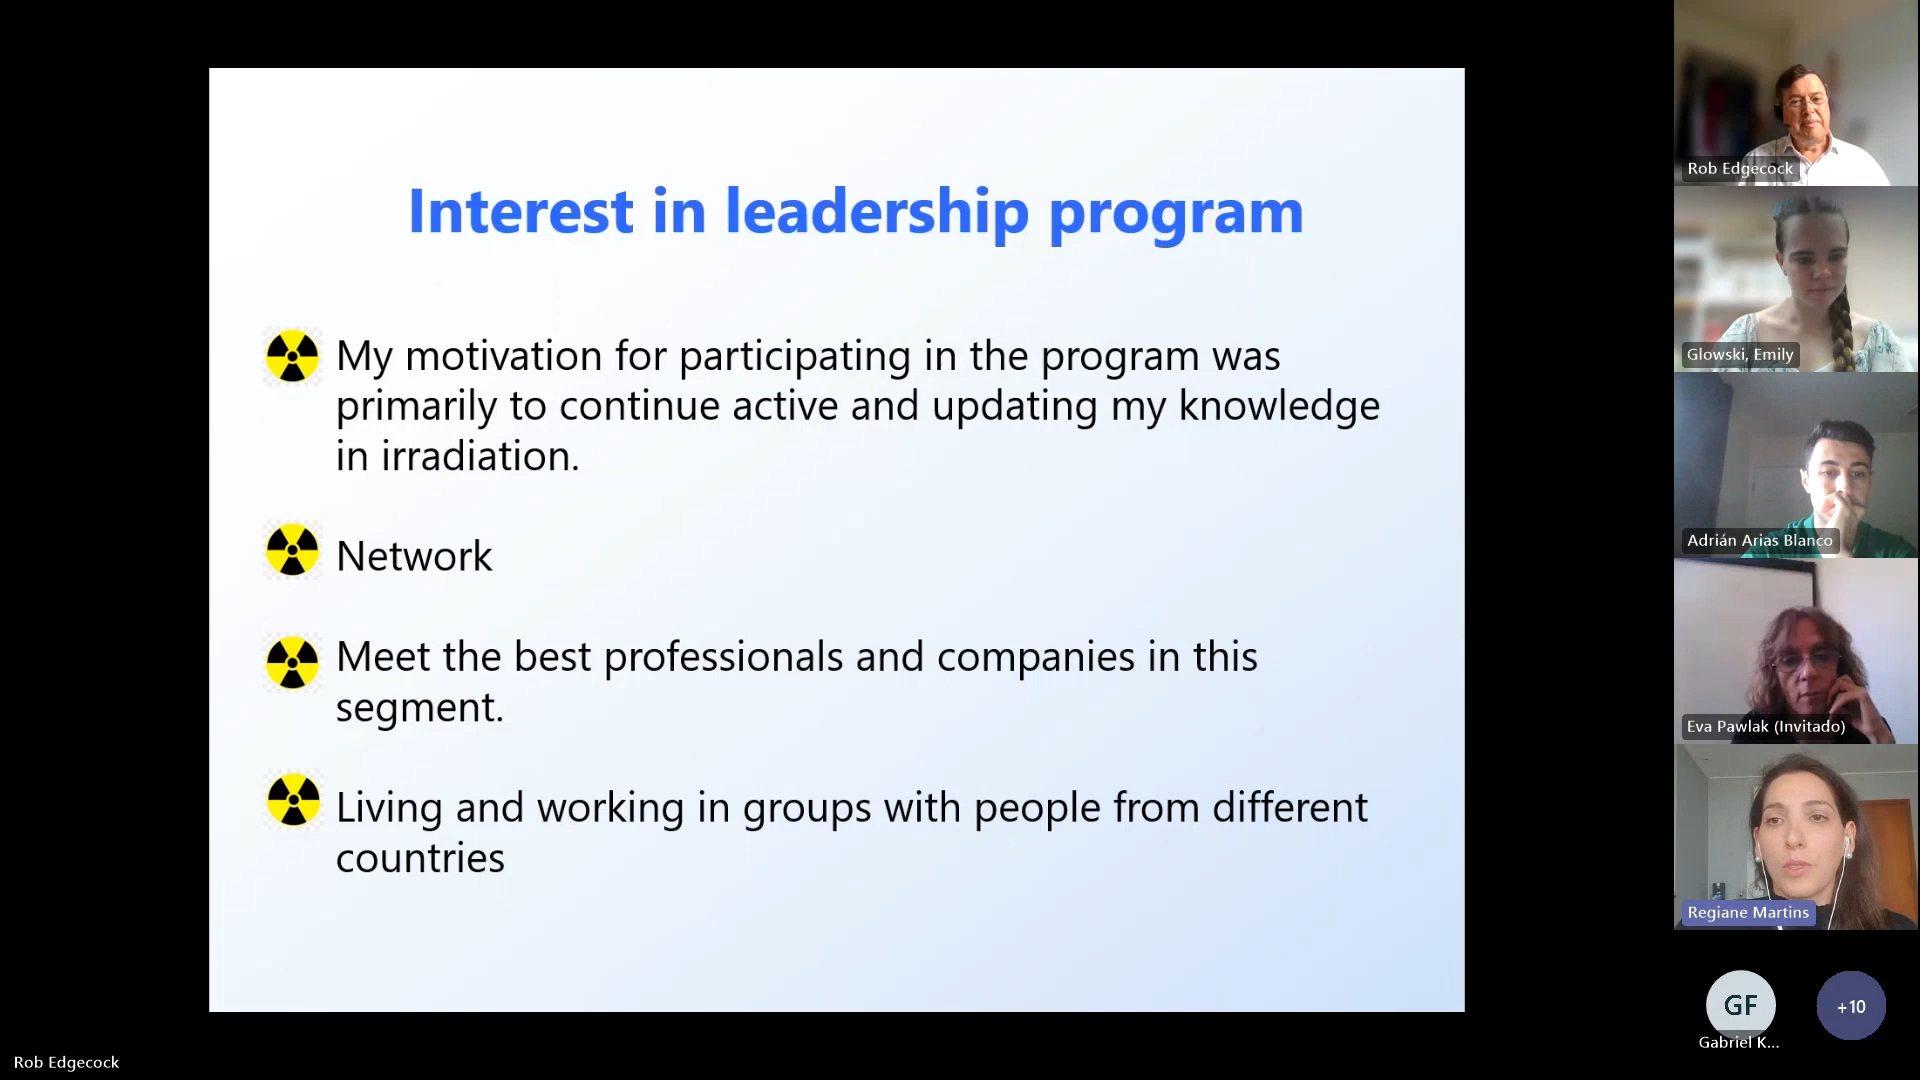 Interest in leadership program
My motivation for participating in the program was
primarily to continue active and updating my knowledge
in irradiation.
Network
Meet the best professionals and companies in this
segment.
Living and working in groups with people from different
countries
Rob Edgecock
Glowski, Emily
Adrián Arias Blanco
Eva Pawlak (Invitado)
Regiane Martins
GF
+10
Gabriel K...
Rob Edgecock